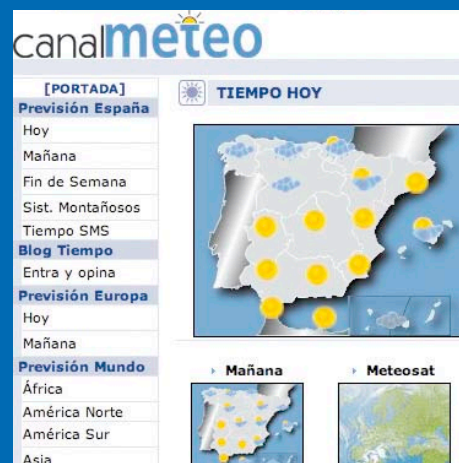 canalmeteo
[PORTADA]
Previsión España
Hoy
Mañana
Fin de Semana
Sist. Montañosos
Tiempo SMS
Blog Tiempo
Entra y opina
Previsión Europa
Hoy
Mañana
Previsión Mundo
África
América Norte
América Sur
Asia
TIEMPO HOY
Mañana
Meteosat